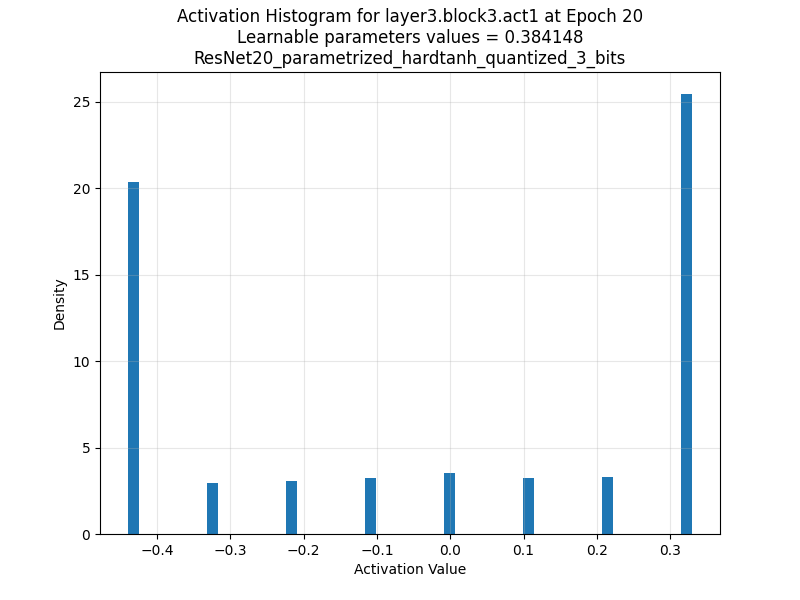 Activation Histogram for layer3.block3.act1 at Epoch 20
Learnable parameters values = 0.384148
ResNet20_parametrized_hardtanh_quantized_3_bits
25
20
15
10
5
0
Density
−0.4
−0.3
−0.2
−0.1
0.0
0.1
0.2
0.3
Activation Value